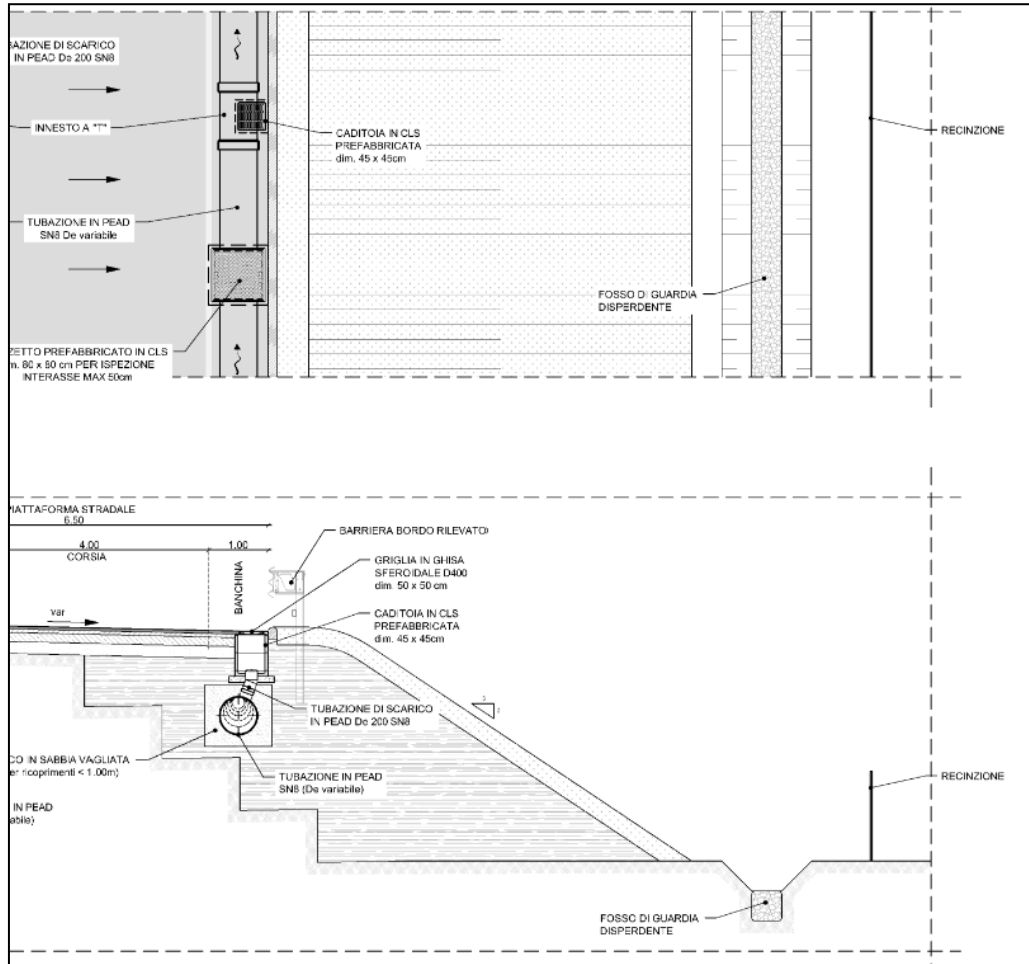 BAZIONE DI SCARICO
IN PEAD De 200 SN8
INNESTO A "T"
CADITOIA IN CLS
PREFABBRICATA
dim. 45 x 45cm
RECINZIONE
TUBAZIONE IN PEAD
SN8 De variabile
FOSSO DI GUARDIA
DISPERDENTE
ZETTO PREFABBRICATO IN CLS
m. 80 x 80 cm PER ISPEZIONE
INTERASSE MAX 50cm
PIATTAFORMA STRADALE
6.50
4.00
1.00
CORSIA
BANCHINA
BARRIERA BORDO RILEVATO
GRIGLIA IN GHISA
SFEROIDALE D400
dim. 50 x 50 cm
var
CADITOIA IN CLS
PREFABBRICATA
dim. 45 x 45cm
TUBAZIONE DI SCARICO
IN PEAD De 200 SN8
CO IN SABBIA VAGLIATA
er ricoprimenti < 1.00m)
TUBAZIONE IN PEAD
SN8 (De variabile)
RECINZIONE
IN PEAD
abile)
FOSSO DI GUARDIA
DISPERDENTE